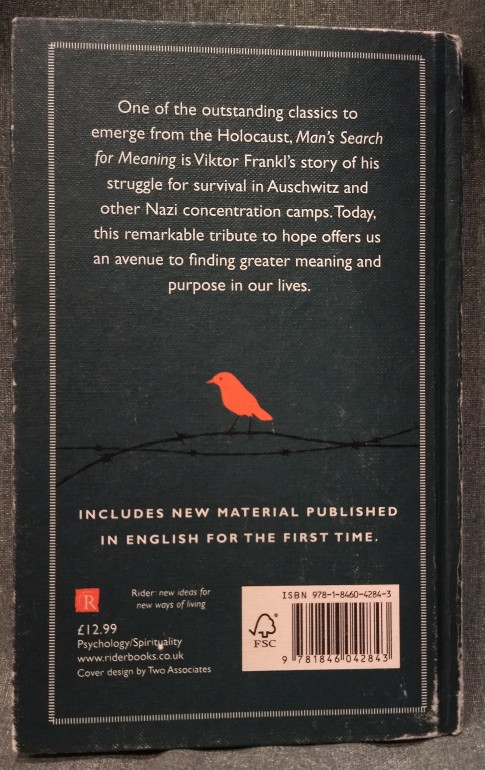 One of the outstanding classics to
emerge from the Holocaust, Man's Search
for Meaning is Viktor Frankl's story of his
struggle for survival in Auschwitz and
other Nazi concentration camps. Today,
this remarkable tribute to hope offers us
an avenue to finding greater meaning and
purpose in our lives.
INCLUDES NEW MATERIAL PUBLISHED
IN ENGLISH FOR THE FIRST TIME.
R
Rider: new ideas for
new ways of living
£12.99
Psychology/Spirituality
www.riderbooks.co.uk
Cover design by Two Associates
FSC
ISBN 978-1-8460-4284-3
9 781846 042843